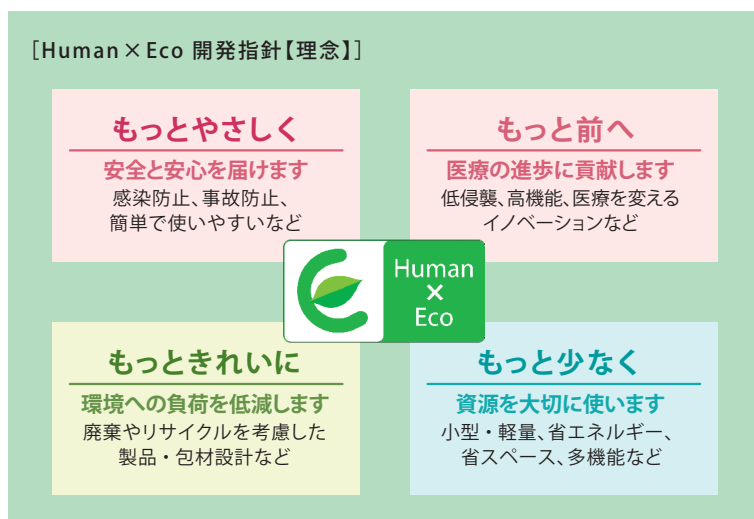 [Human×Eco 開発指針【理念】]
もっとやさしく
安全と安心を届けます
感染防止、事故防止、
簡単で使いやすいなど
もっと前へ
医療の進歩に貢献します
低侵襲、高機能、医療を変える
イノベーションなど
Human
×
Eco
もっときれいに
環境への負荷を低減します
廃棄やリサイクルを考慮した
製品・包材設計など
もっと少なく
資源を大切に使います
小型・軽量、省エネルギー、
省スペース、多機能など